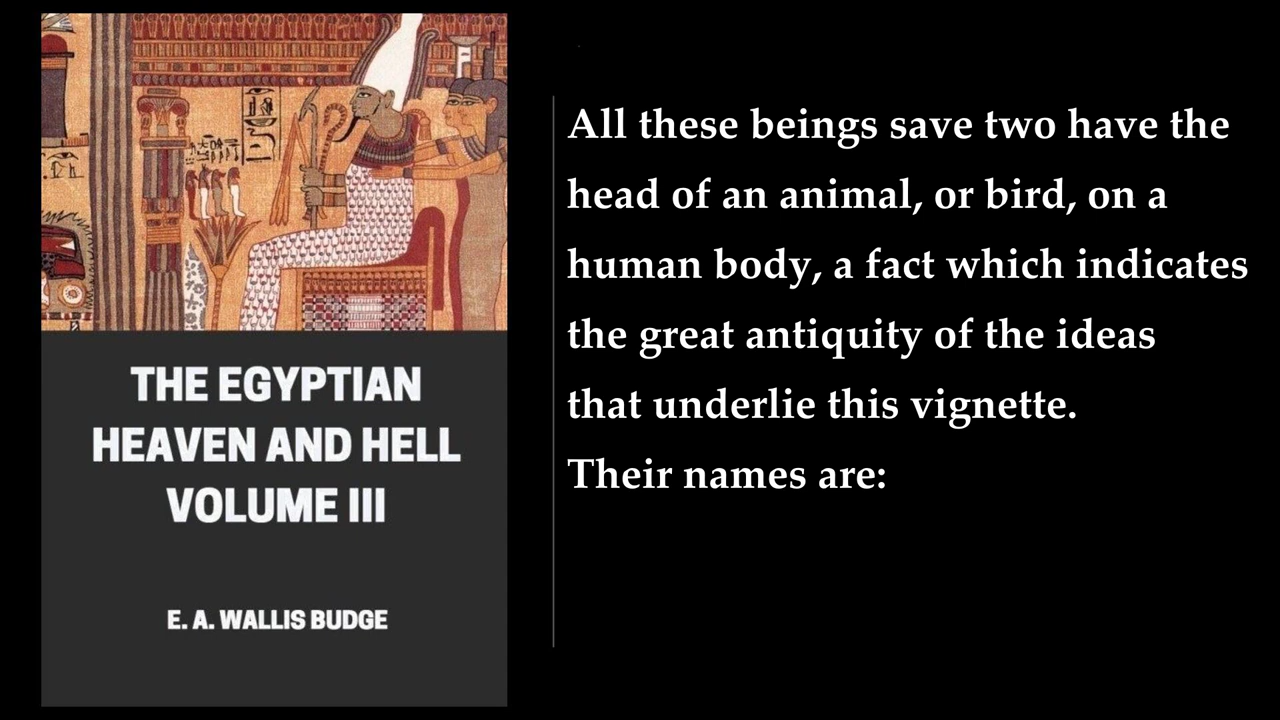 THE EGYPTIAN
HEAVEN AND HELL
VOLUME III
E. A. WALLIS BUDGE
All these beings save two have the
head of an animal, or bird, on a
human body, a fact which indicates
the great antiquity of the ideas
that underlie this vignette.
Their names are: